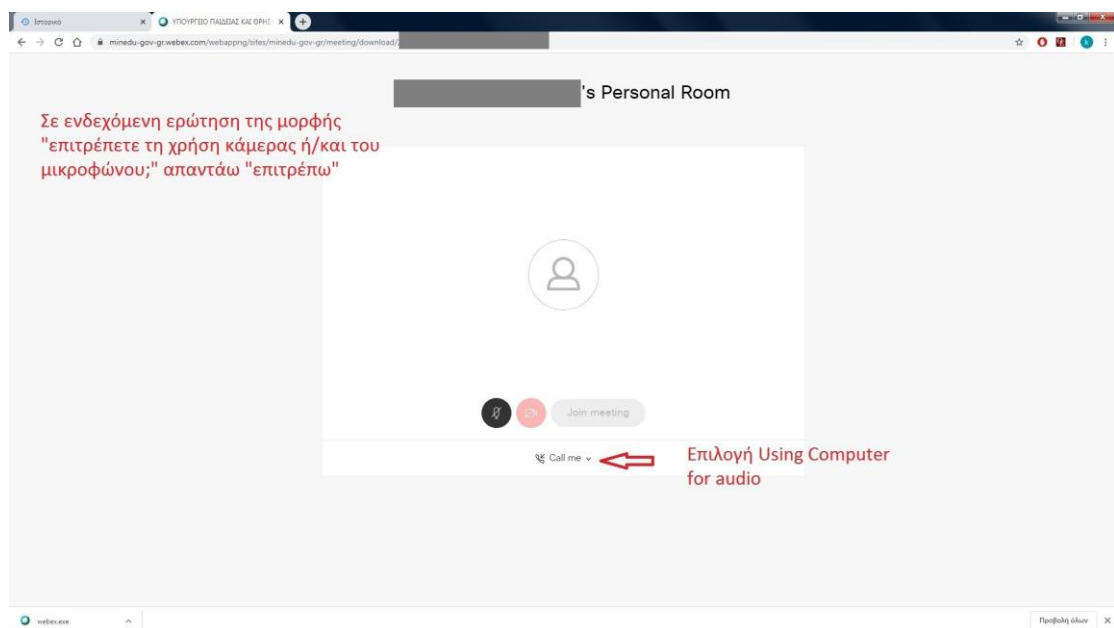 Ιστορικό
ΥΠΟΥΡΓΕΙΟ ΠΑΙΔΕΙΑΣ ΚΑΙ ΘΡΗΣ
minedu-gov-gr.webex.com/webappng/sites/minedu-gov-gr/meeting/download/
's Personal Room
Σε ενδεχόμενη ερώτηση της μορφής
"επιτρέπετε τη χρήση κάμερας ή/και του
μικροφώνου;" απαντάω "επιτρέπω"
Join meeting
Call me
Επιλογή Using Computer
for audio
webex.exe
Προβολή όλων